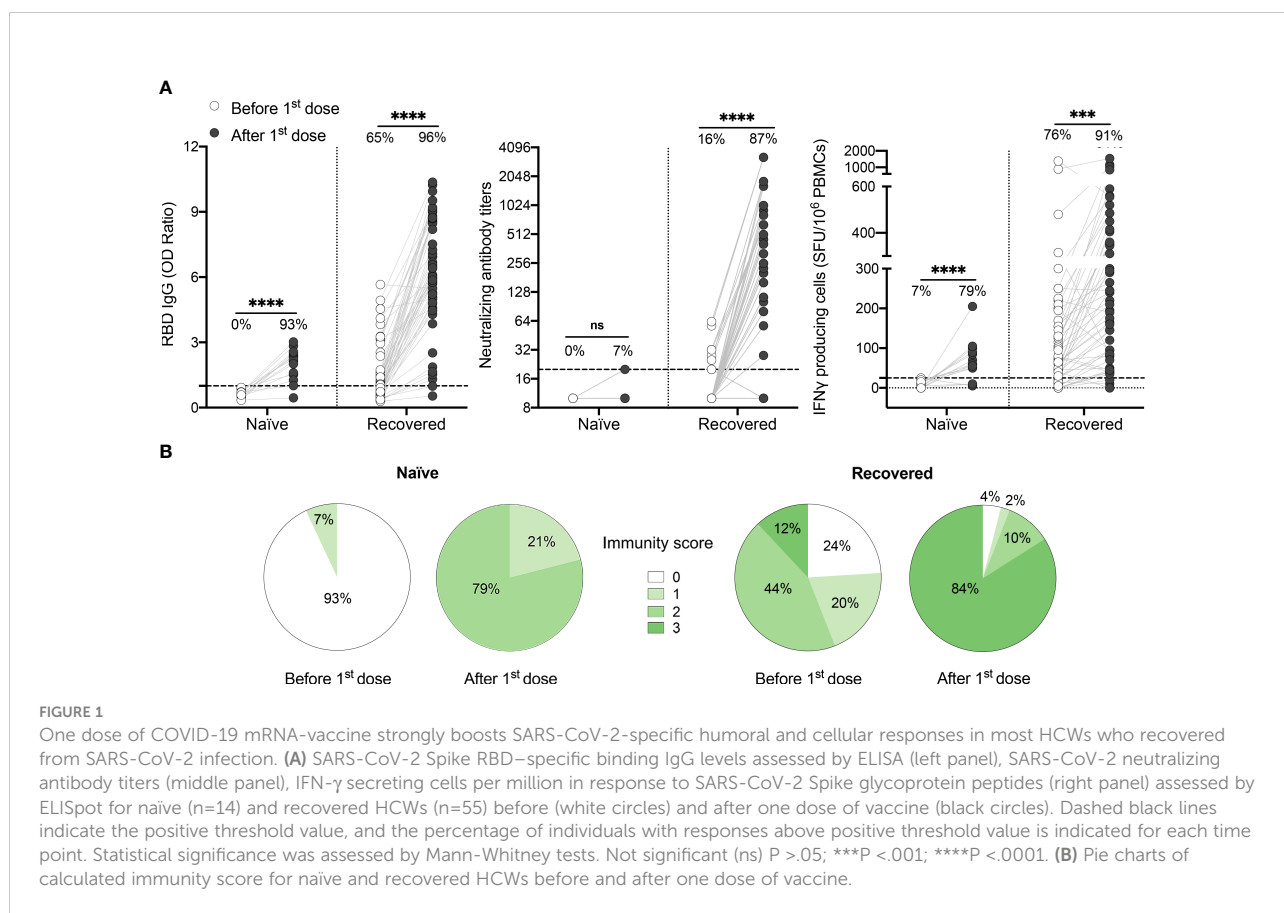 A
Before 1st dose
After 1st dose
RBD IgG (OD Ratio)
12
9
6
3
0
****
0% 93%
****
65% 96%
Naïve Recovered
Neutralizing antibody titers
4096
2048
1024
512
256
128
64
32
16
8
ns
0% 7%
****
16% 87%
Naïve Recovered
IFNγ producing cells (SFU/10⁶ PBMCs)
2000
1000
600
400
300
200
100
0
****
7% 79%
***
76% 91%
Naïve Recovered
B
Naïve
7%
93%
Before 1st dose
21%
79%
After 1st dose
Immunity score
0
1
2
3
Recovered
12%
24%
44%
20%
Before 1st dose
4%
2%
10%
84%
After 1st dose
FIGURE 1
One dose of COVID-19 mRNA-vaccine strongly boosts SARS-CoV-2-specific humoral and cellular responses in most HCWs who recovered
from SARS-CoV-2 infection. (A) SARS-CoV-2 Spike RBD–specific binding IgG levels assessed by ELISA (left panel), SARS-CoV-2 neutralizing
antibody titers (middle panel), IFN-γ secreting cells per million in response to SARS-CoV-2 Spike glycoprotein peptides (right panel) assessed by
ELISpot for naïve (n=14) and recovered HCWs (n=55) before (white circles) and after one dose of vaccine (black circles). Dashed black lines
indicate the positive threshold value, and the percentage of individuals with responses above positive threshold value is indicated for each time
point. Statistical significance was assessed by Mann-Whitney tests. Not significant (ns) P >.05; ***P <.001; ****P <.0001. (B) Pie charts of
calculated immunity score for naïve and recovered HCWs before and after one dose of vaccine.